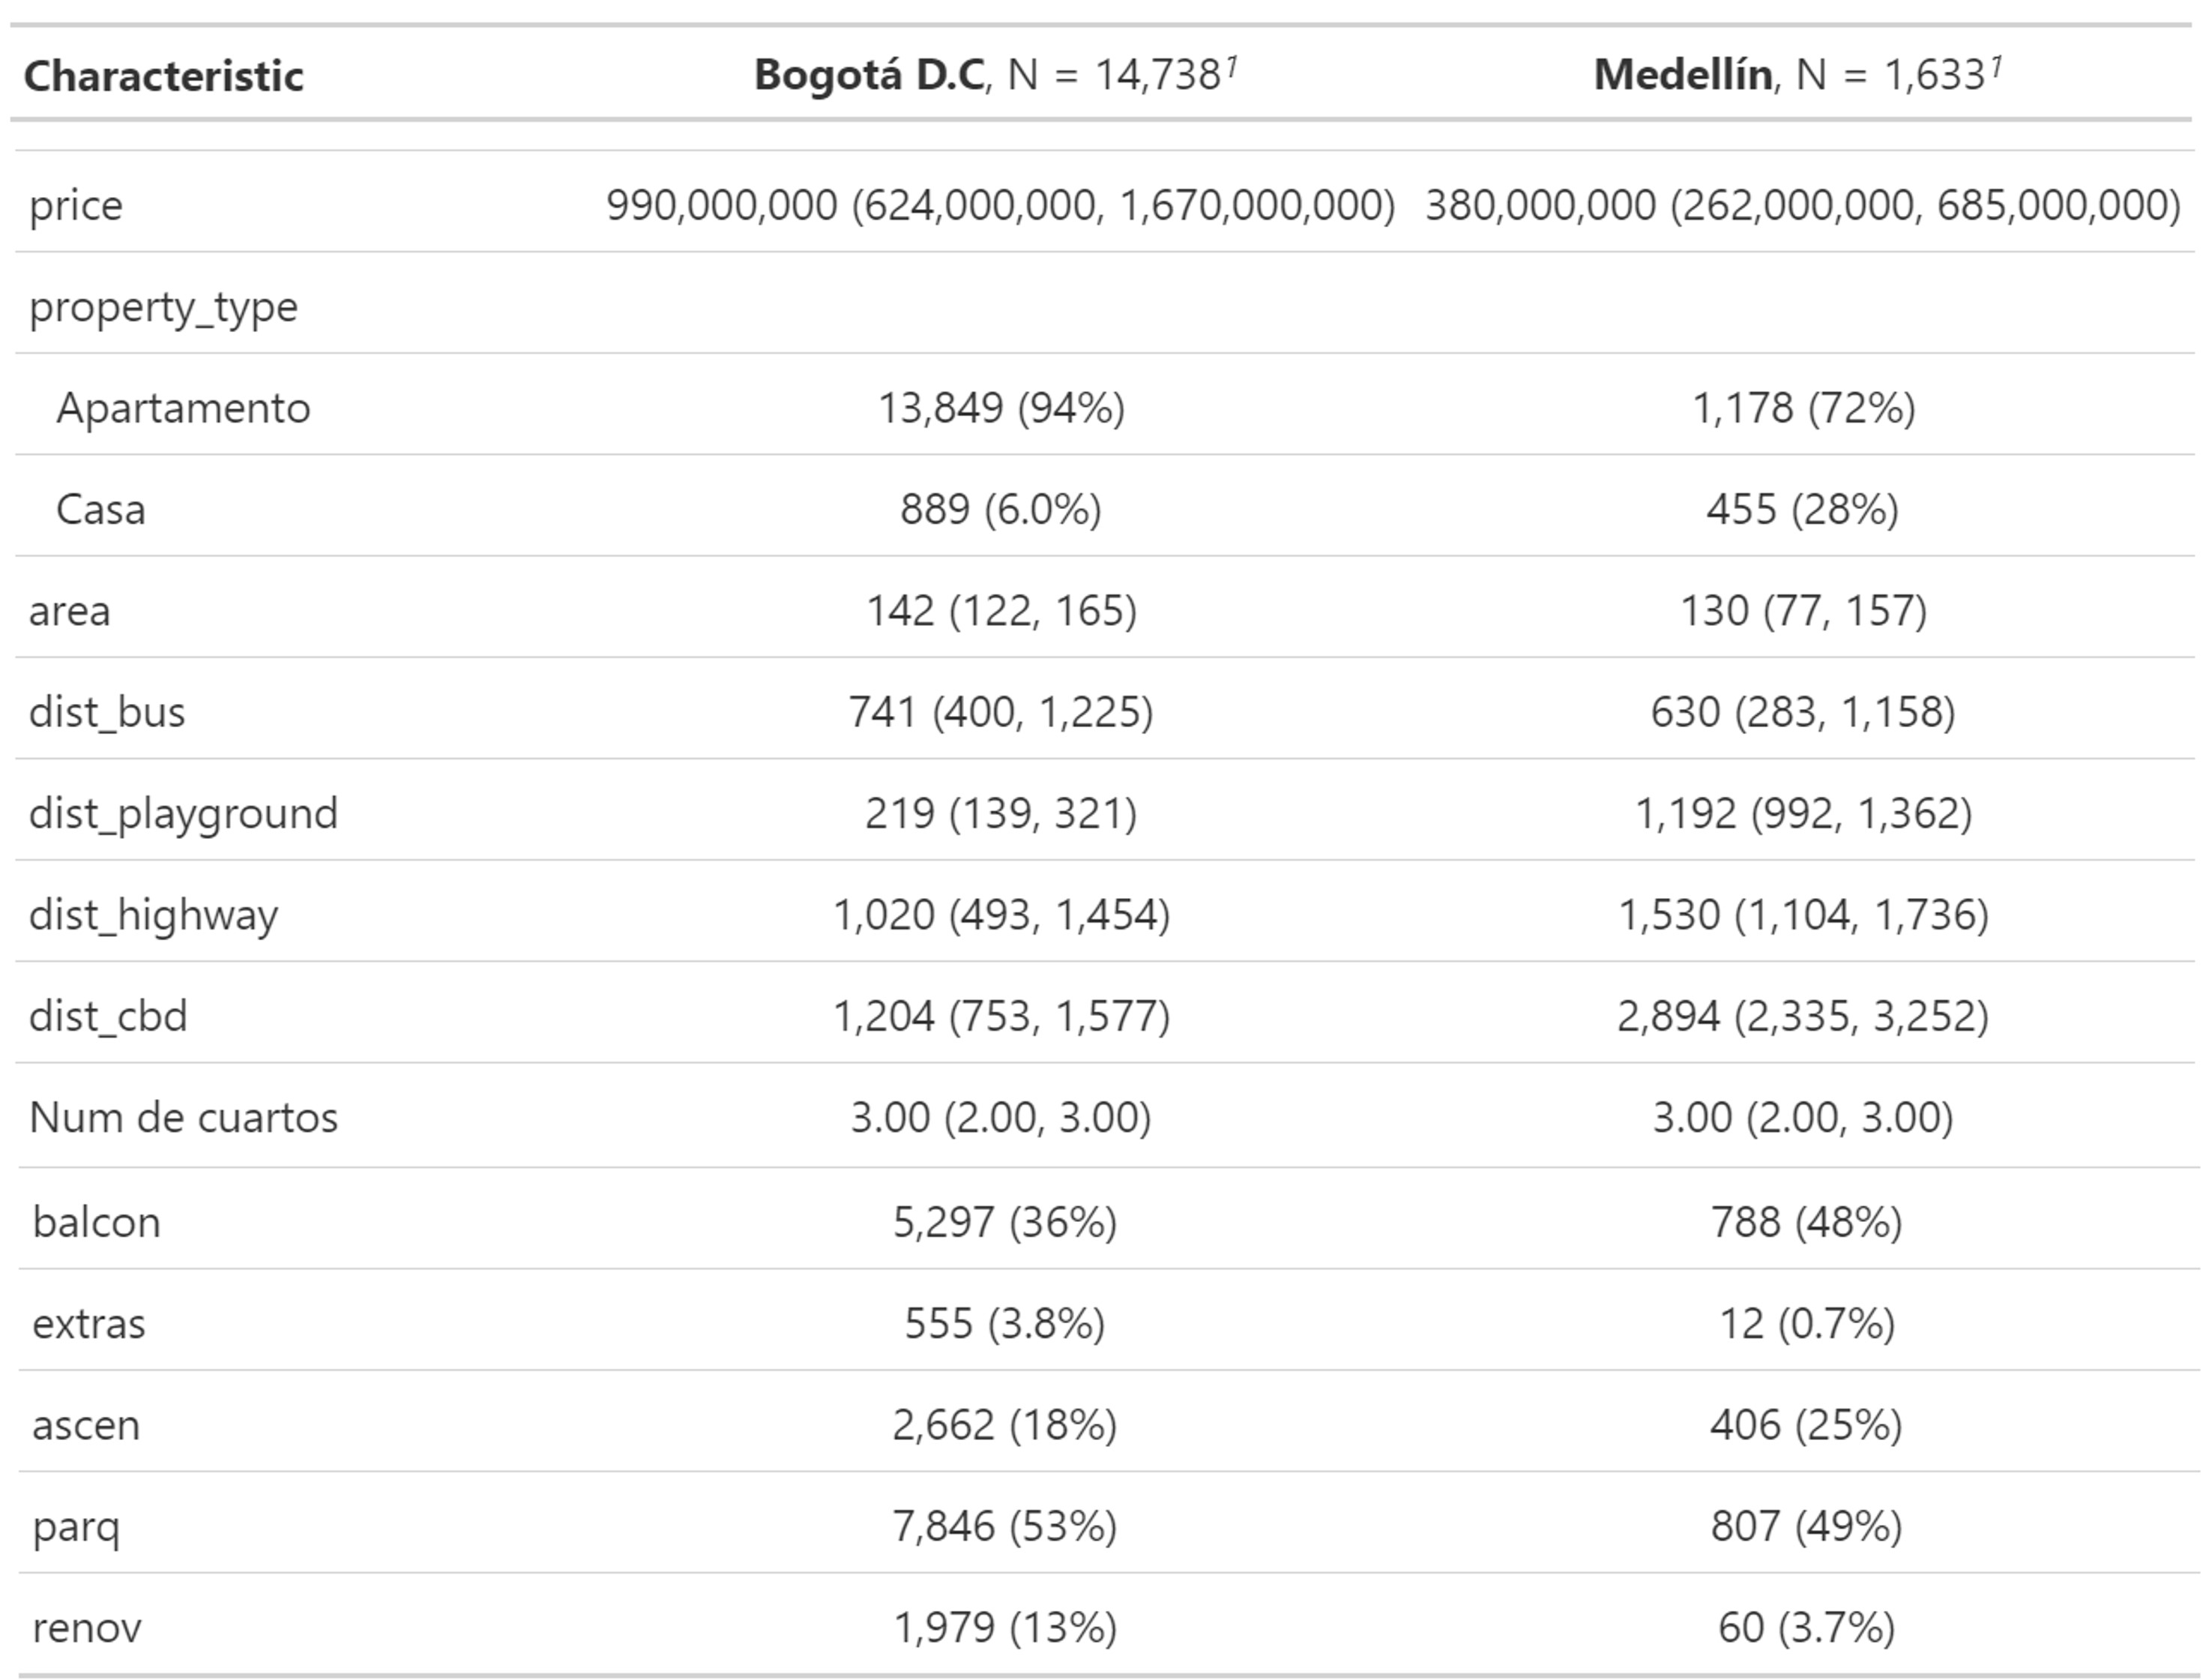 Characteristic Bogotá D.C, N = 14,738¹ Medellín, N = 1,633¹
price 990,000,000 (624,000,000, 1,670,000,000) 380,000,000 (262,000,000, 685,000,000)
property_type
Apartamento 13,849 (94%) 1,178 (72%)
Casa 889 (6.0%) 455 (28%)
area 142 (122, 165) 130 (77, 157)
dist_bus 741 (400, 1,225) 630 (283, 1,158)
dist_playground 219 (139, 321) 1,192 (992, 1,362)
dist_highway 1,020 (493, 1,454) 1,530 (1,104, 1,736)
dist_cbd 1,204 (753, 1,577) 2,894 (2,335, 3,252)
Num de cuartos 3.00 (2.00, 3.00) 3.00 (2.00, 3.00)
balcon 5,297 (36%) 788 (48%)
extras 555 (3.8%) 12 (0.7%)
ascen 2,662 (18%) 406 (25%)
parq 7,846 (53%) 807 (49%)
renov 1,979 (13%) 60 (3.7%)